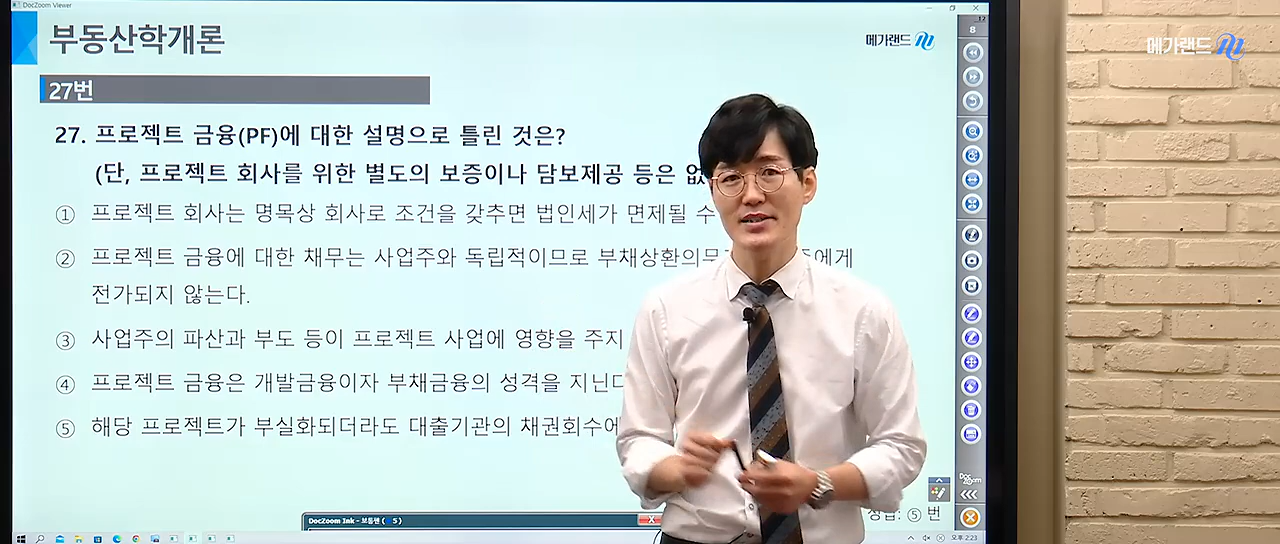 DocZoom Viewer
부동산학개론
메가랜드
메가랜드
27번
27. 프로젝트 금융(PF)에 대한 설명으로 틀린 것은?
(단, 프로젝트 회사를 위한 별도의 보증이나 담보제공 등은 없
① 프로젝트 회사는 명목상 회사로 조건을 갖추면 법인세가 면제될 수
② 프로젝트 금융에 대한 채무는 사업주와 독립적이므로 부채상환의무 에게
전가되지 않는다.
③ 사업주의 파산과 부도 등이 프로젝트 사업에 영향을 주지
④ 프로젝트 금융은 개발금융이자 부채금융의 성격을 지닌다
⑤ 해당 프로젝트가 부실화되더라도 대출기관의 채권회수에
정답: ⑤ 번
DocZoom Ink - 보통펜 ( 5 )
12
8
DocZoom
오후 2:23